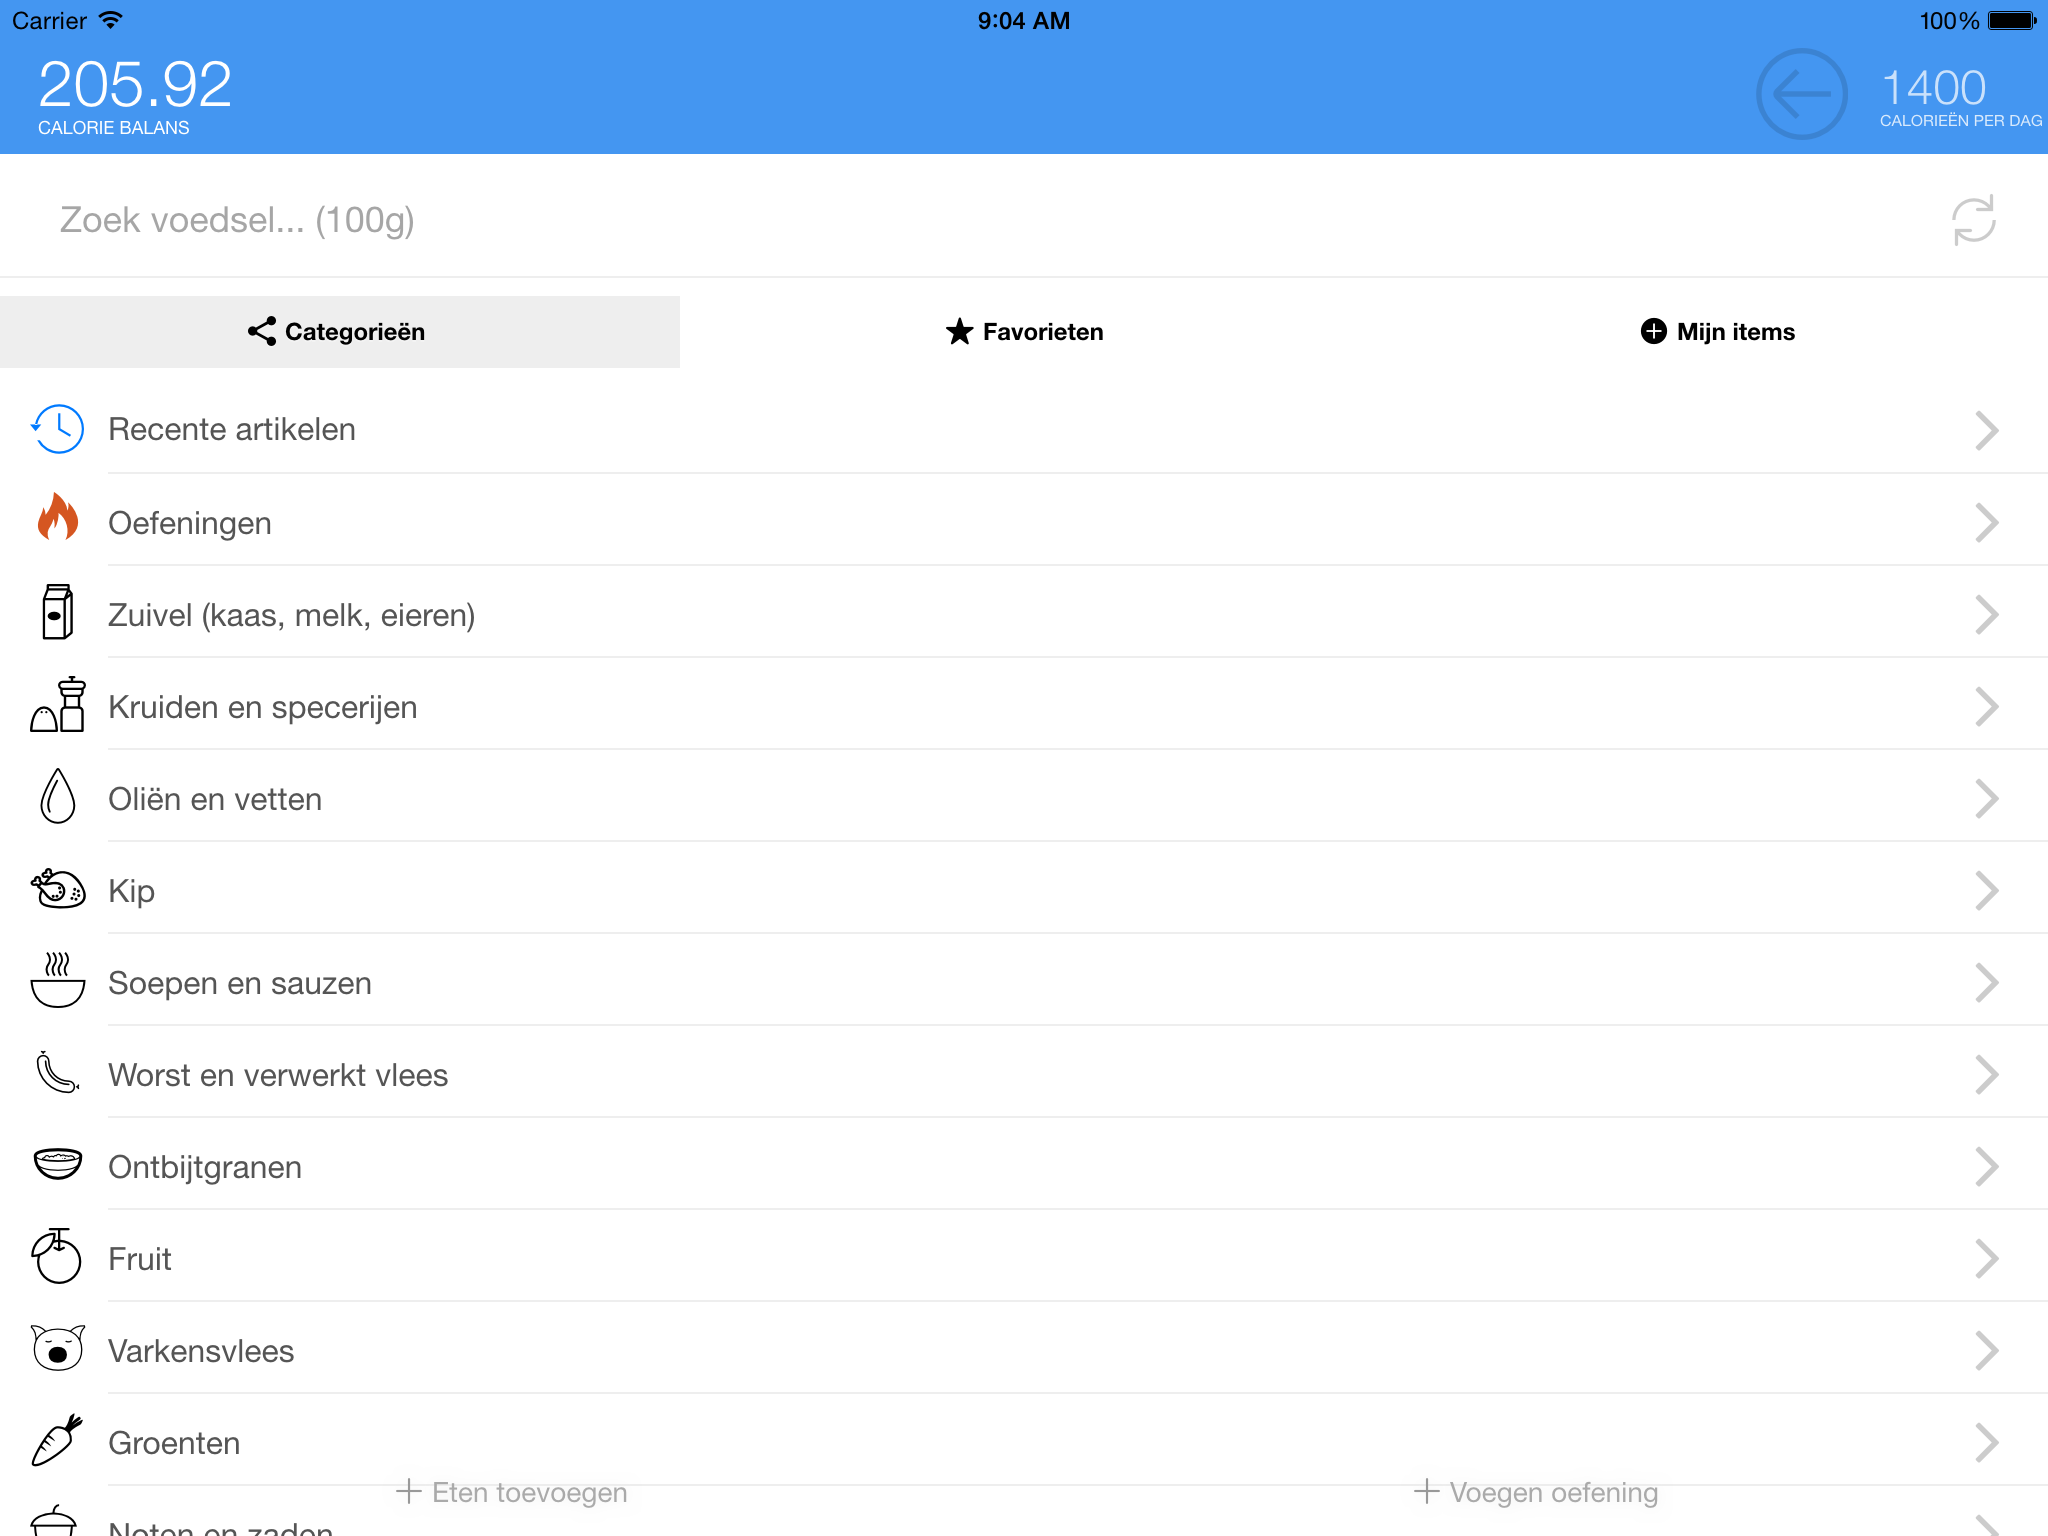 Carrier 9:04 AM 100%
205.92
CALORIE BALANS
1400
CALORIEËN PER DAG
Zoek voedsel... (100g)
Categorieën Favorieten Mijn items
Recente artikelen
Oefeningen
Zuivel (kaas, melk, eieren)
Kruiden en specerijen
Oliën en vetten
Kip
Soepen en sauzen
Worst en verwerkt vlees
Ontbijtgranen
Fruit
Varkensvlees
Groenten
Eten toevoegen Voegen oefening
Noten en zaden